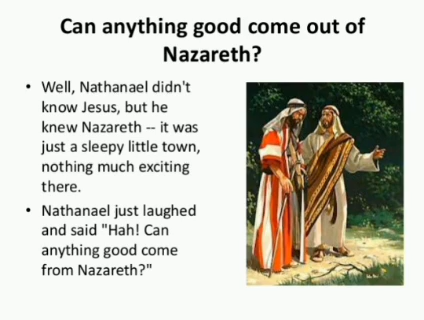 Can anything good come out of
Nazareth?
• Well, Nathanael didn't
know Jesus, but he
knew Nazareth -- it was
just a sleepy little town,
nothing much exciting
there.
• Nathanael just laughed
and said "Hah! Can
anything good come
from Nazareth?"